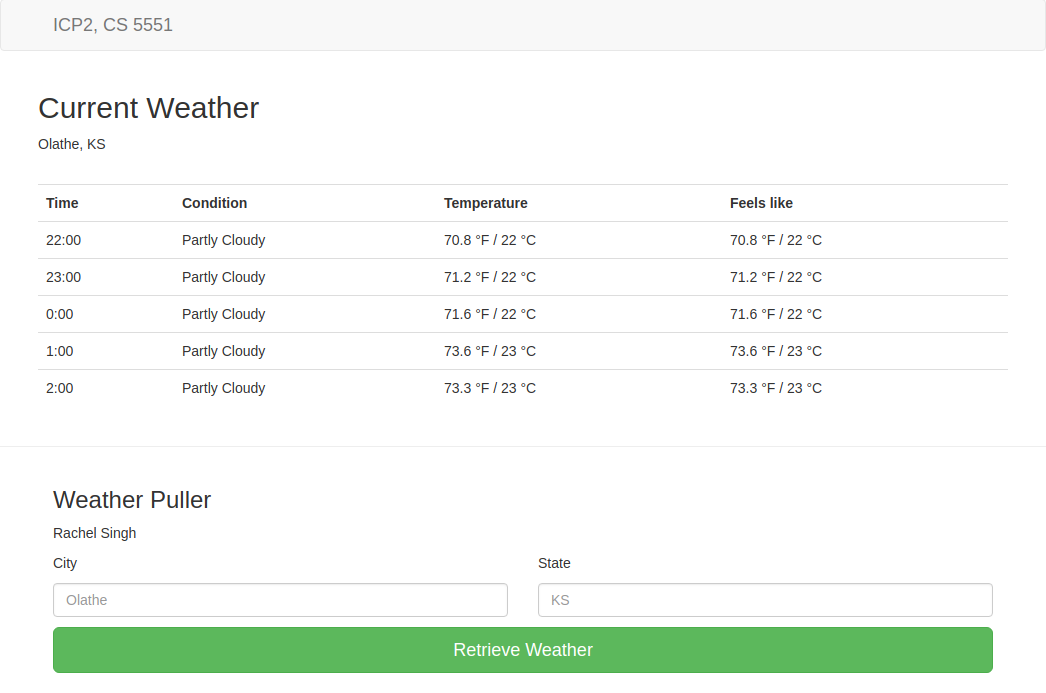 ICP2, CS 5551
Current Weather
Olathe, KS
Time Condition Temperature Feels like
22:00 Partly Cloudy 70.8 °F / 22 °C 70.8 °F / 22 °C
23:00 Partly Cloudy 71.2 °F / 22 °C 71.2 °F / 22 °C
0:00 Partly Cloudy 71.6 °F / 22 °C 71.6 °F / 22 °C
1:00 Partly Cloudy 73.6 °F / 23 °C 73.6 °F / 23 °C
2:00 Partly Cloudy 73.3 °F / 23 °C 73.3 °F / 23 °C
Weather Puller
Rachel Singh
City State
Olathe KS
Retrieve Weather